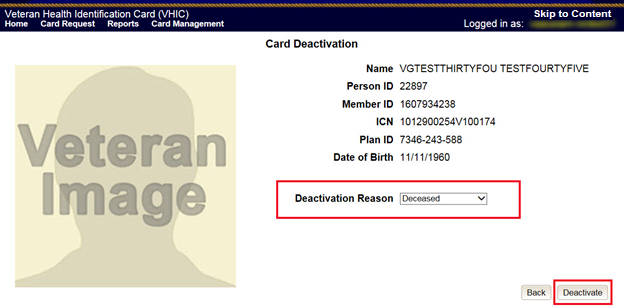 Veteran Health Identification Card (VHIC) Skip to Content
Home Card Request Reports Card Management Logged in as:
Card Deactivation
Veteran
Image
Name VGTESTTHIRTYFOU TESTFOURTYFIVE
Person ID 22897
Member ID 1607934238
ICN 1012900254V100174
Plan ID 7346-243-588
Date of Birth 11/11/1960
Deactivation Reason Deceased
Back Deactivate